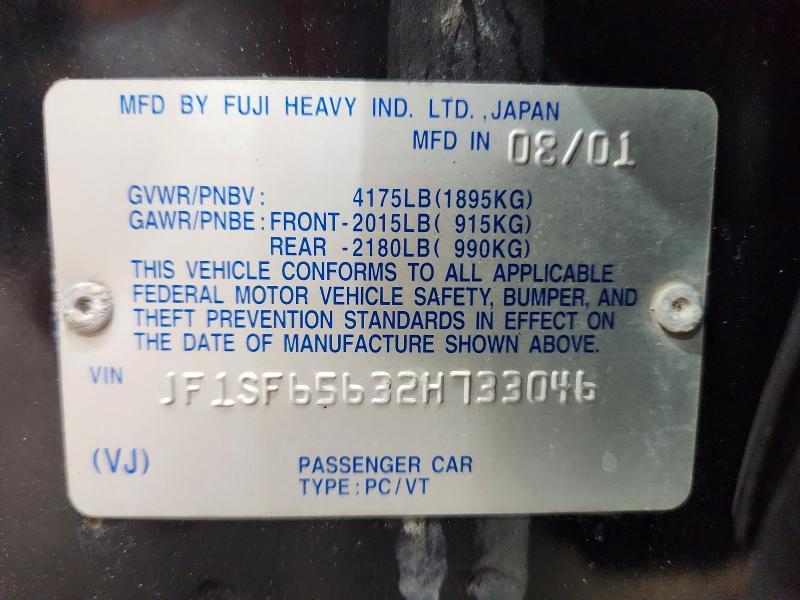 MFD BY FUJI HEAVY IND. LTD. ,JAPAN
MFD IN 08/01
GVWR/PNBV: 4175LB(1895KG)
GAWR/PNBE: FRONT-2015LB( 915KG)
REAR -2180LB( 990KG)
THIS VEHICLE CONFORMS TO ALL APPLICABLE
FEDERAL MOTOR VEHICLE SAFETY, BUMPER, AND
THEFT PREVENTION STANDARDS IN EFFECT ON
THE DATE OF MANUFACTURE SHOWN ABOVE.
VIN JF1SF65632H733046
(VJ) PASSENGER CAR
TYPE:PC/VT